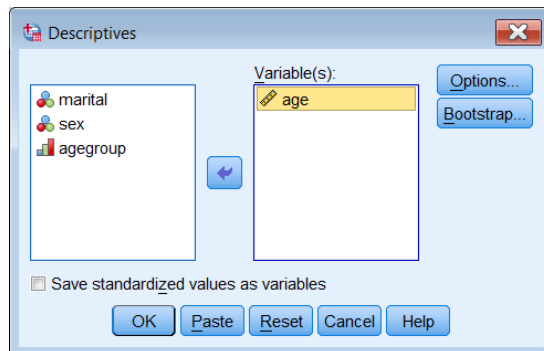 Descriptives
Variable(s):
marital
sex
agegroup
age
Options...
Bootstrap...
Save standardized values as variables
OK Paste Reset Cancel Help